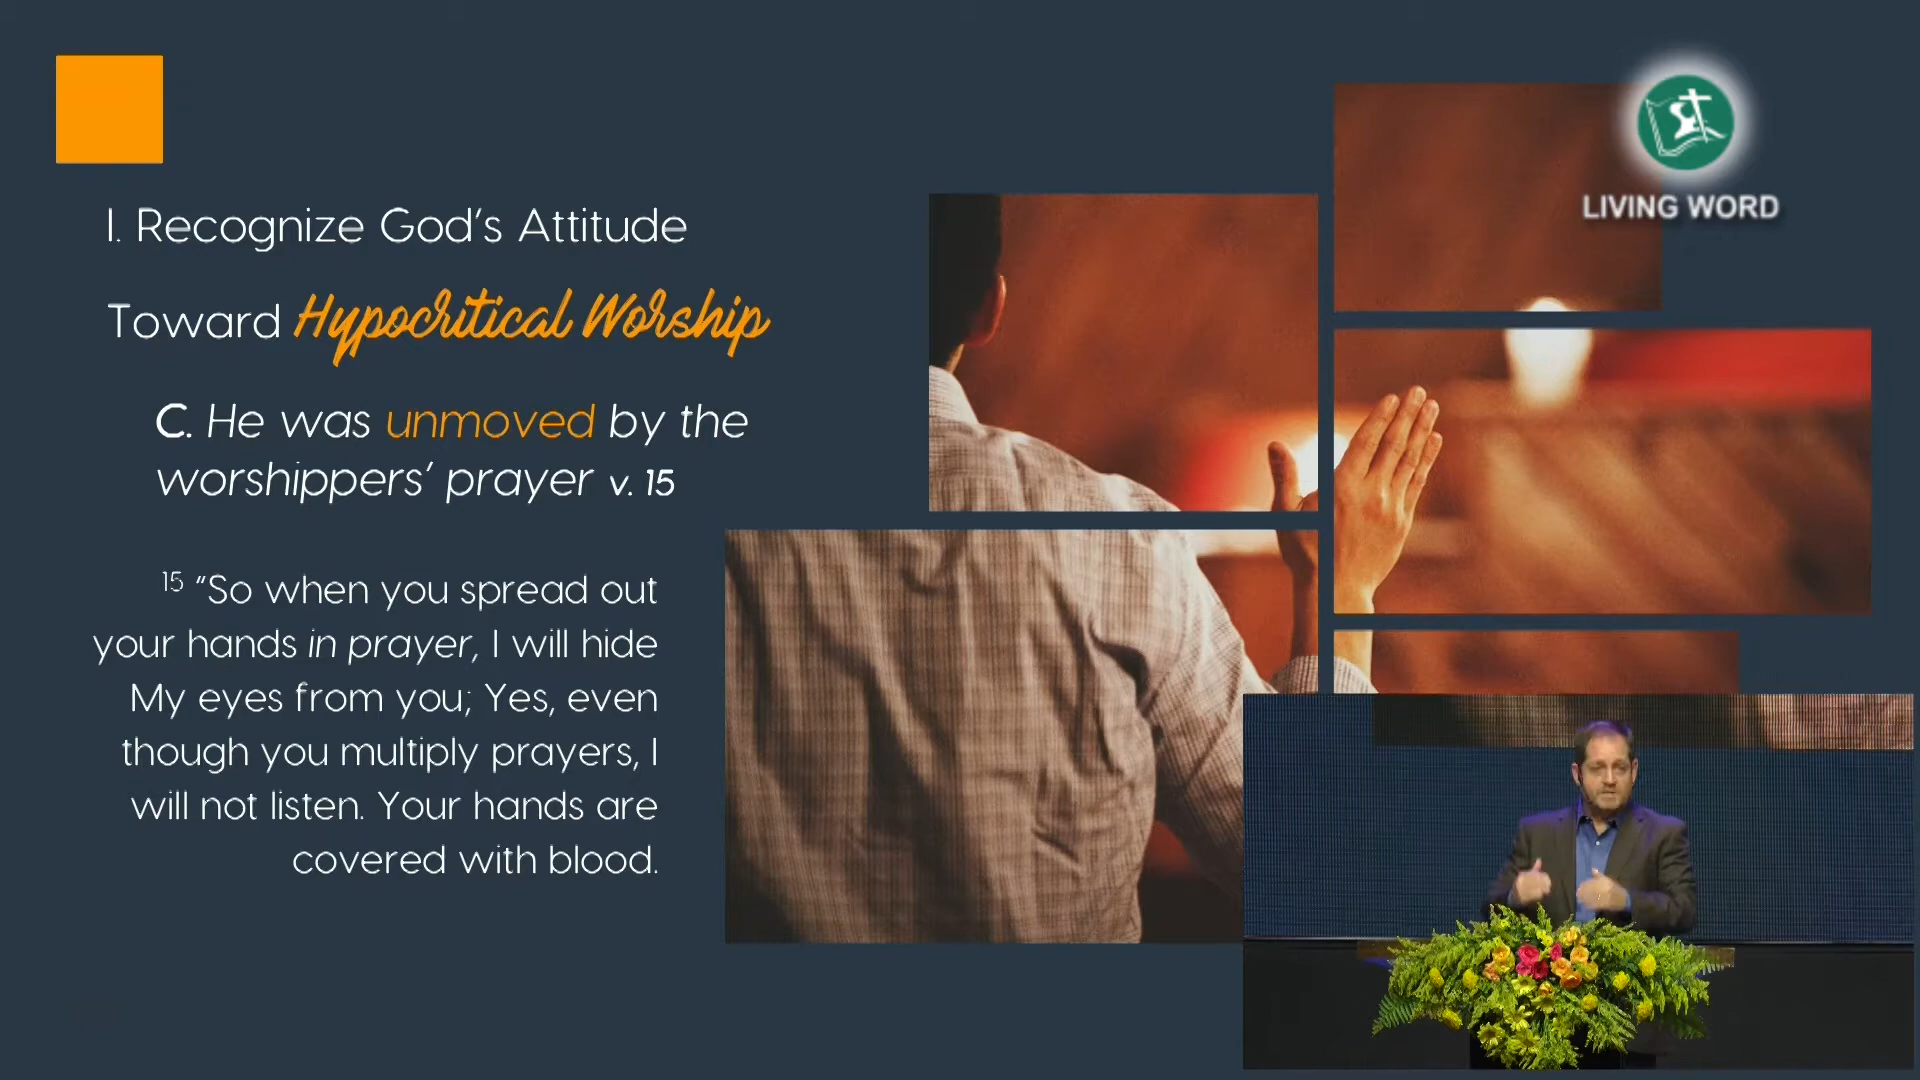 I. Recognize God's Attitude
Toward Hypocritical Worship
C. He was unmoved by the
worshippers' prayer v. 15
15 “So when you spread out
your hands in prayer, I will hide
My eyes from you; Yes, even
though you multiply prayers, I
will not listen. Your hands are
covered with blood.
LIVING WORD